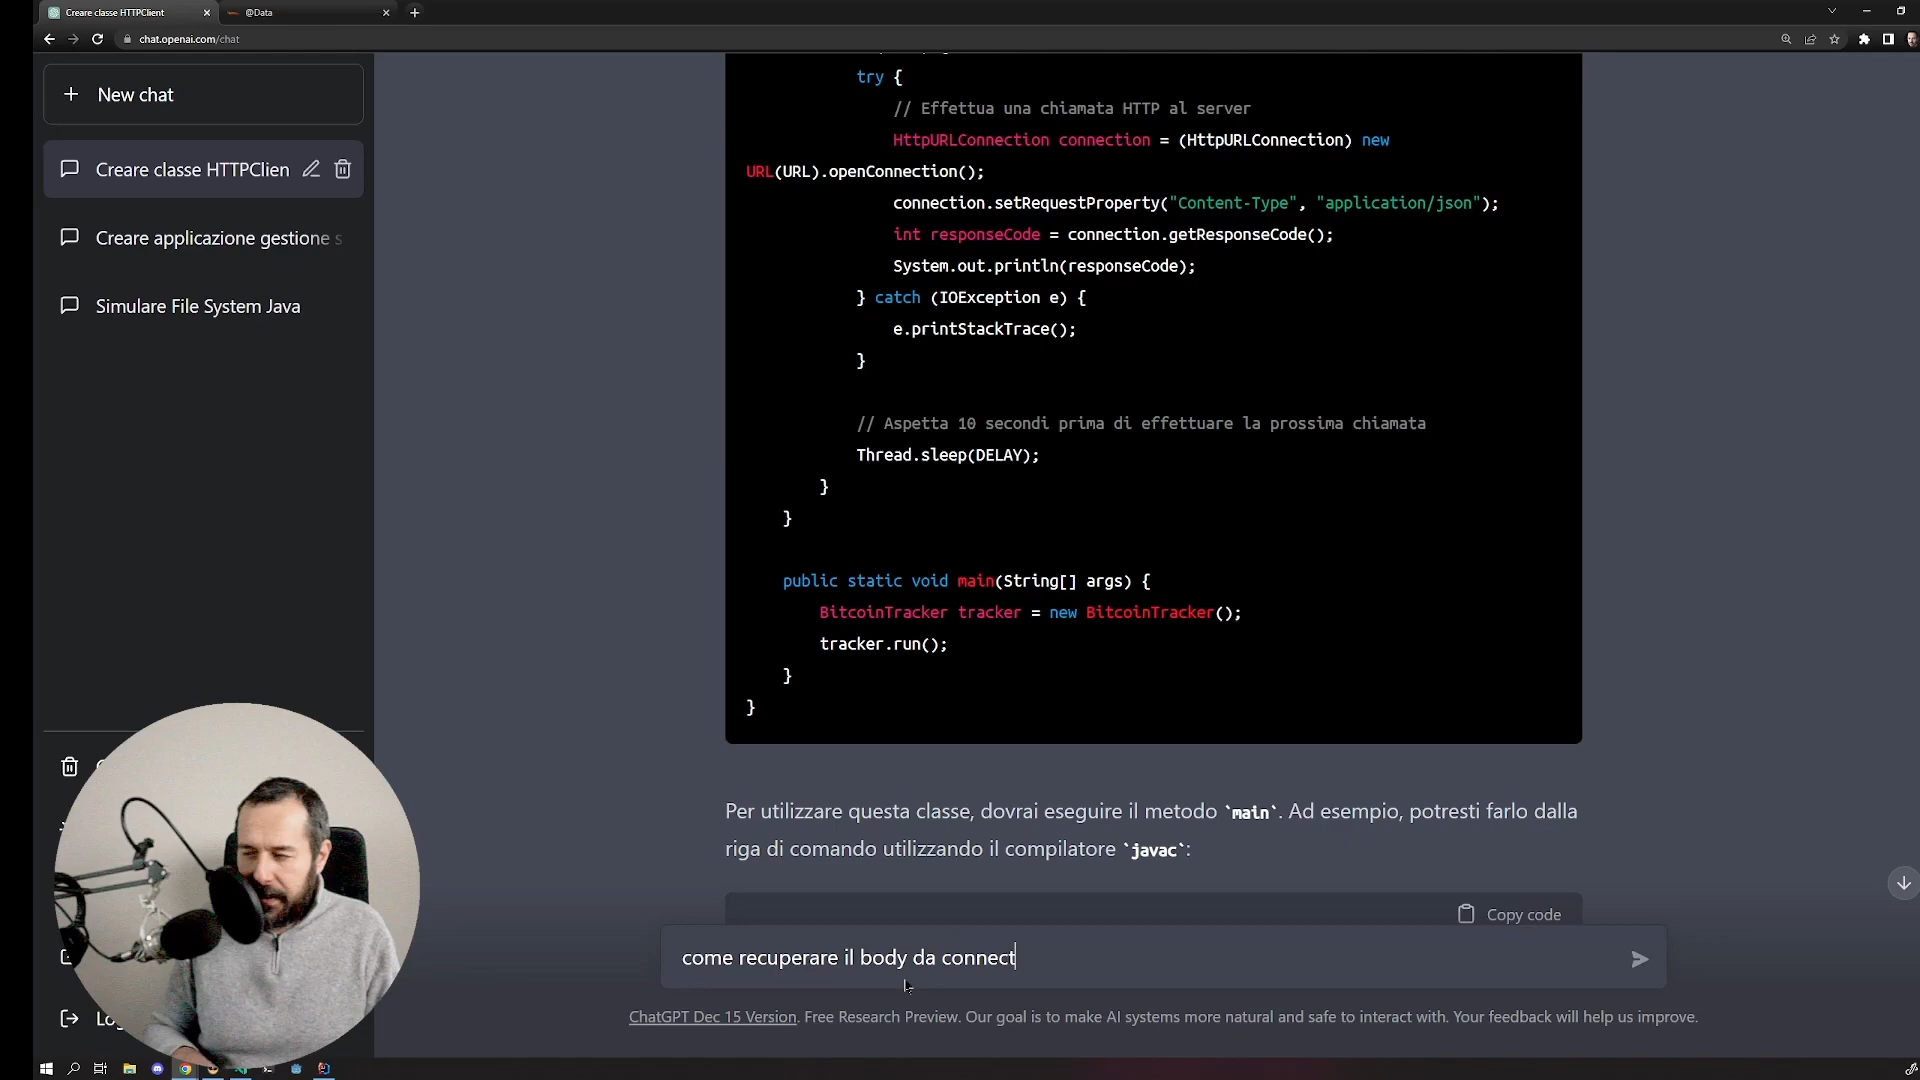 Creare classe HTTPClient
@Data
chat.openai.com/chat
New chat
Creare classe HTTPClien
Creare applicazione gestione s
Simulare File System Java
try {
// Effettua una chiamata HTTP al server
HttpURLConnection connection = (HttpURLConnection) new
URL(URL).openConnection();
connection.setRequestProperty("Content-Type", "application/json");
int responseCode = connection.getResponseCode();
System.out.println(responseCode);
} catch (IOException e) {
e.printStackTrace();
}
// Aspetta 10 secondi prima di effettuare la prossima chiamata
Thread.sleep(DELAY);
}
}
public static void main(String[] args) {
BitcoinTracker tracker = new BitcoinTracker();
tracker.run();
}
}
Per utilizzare questa classe, dovrai eseguire il metodo `main`. Ad esempio, potresti farlo dalla
riga di comando utilizzando il compilatore `javac`:
Copy code
come recuperare il body da connect
ChatGPT Dec 15 Version. Free Research Preview. Our goal is to make AI systems more natural and safe to interact with. Your feedback will help us improve.